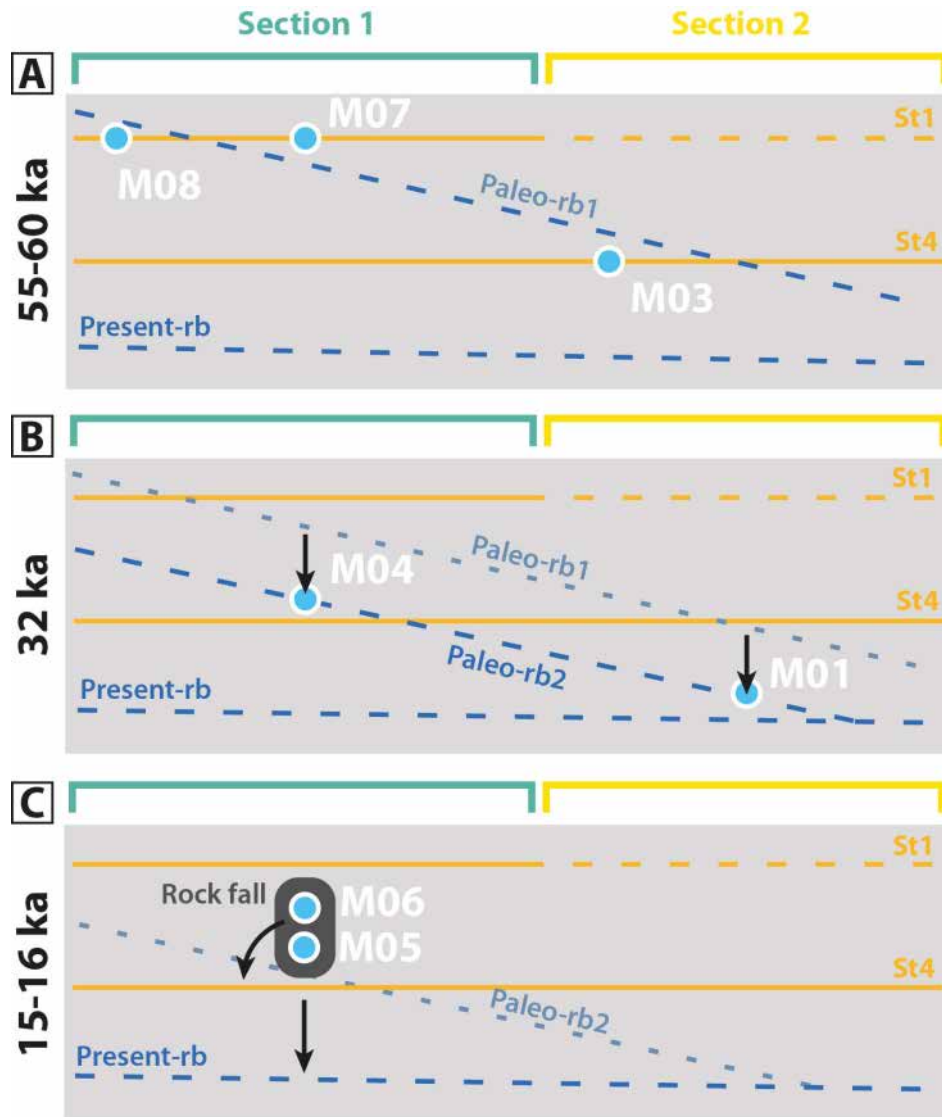 Section 1
Section 2
A
55-60 ka
M07
St1
M08
Paleo-rb1
St4
M03
Present-rb
B
32 ka
St1
M04
Paleo-rb1
St4
Paleo-rb2
M01
Present-rb
C
15-16 ka
St1
Rock fall
M06
M05
St4
Paleo-rb2
Present-rb